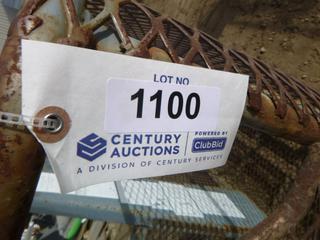 LOT NO.
1100
CENTURY
AUCTIONS
POWERED BY
ClubBid
A DIVISION OF CENTURY SERVICES